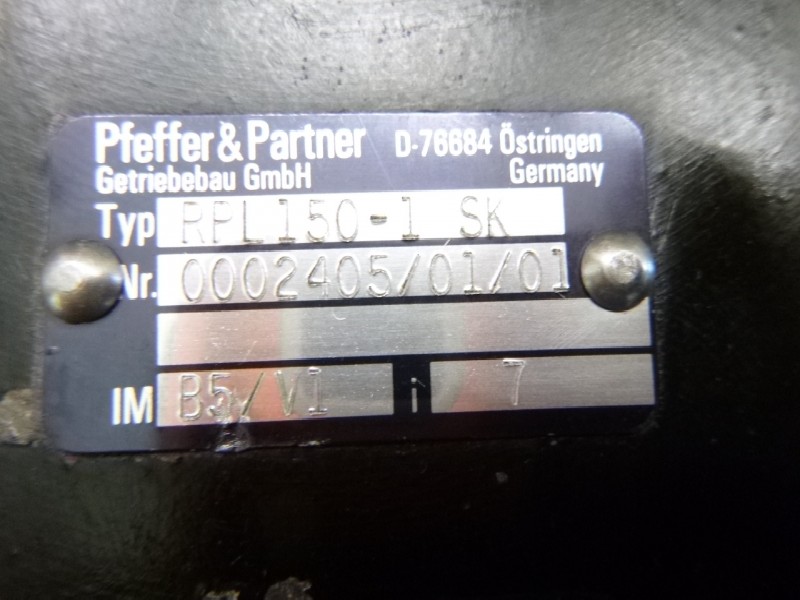 Pfeffer & Partner D-76684 Östringen
Getriebebau GmbH Germany
Typ RPL150-1 SK
Nr. 0002405/01/01
IM B5/V1 i 7